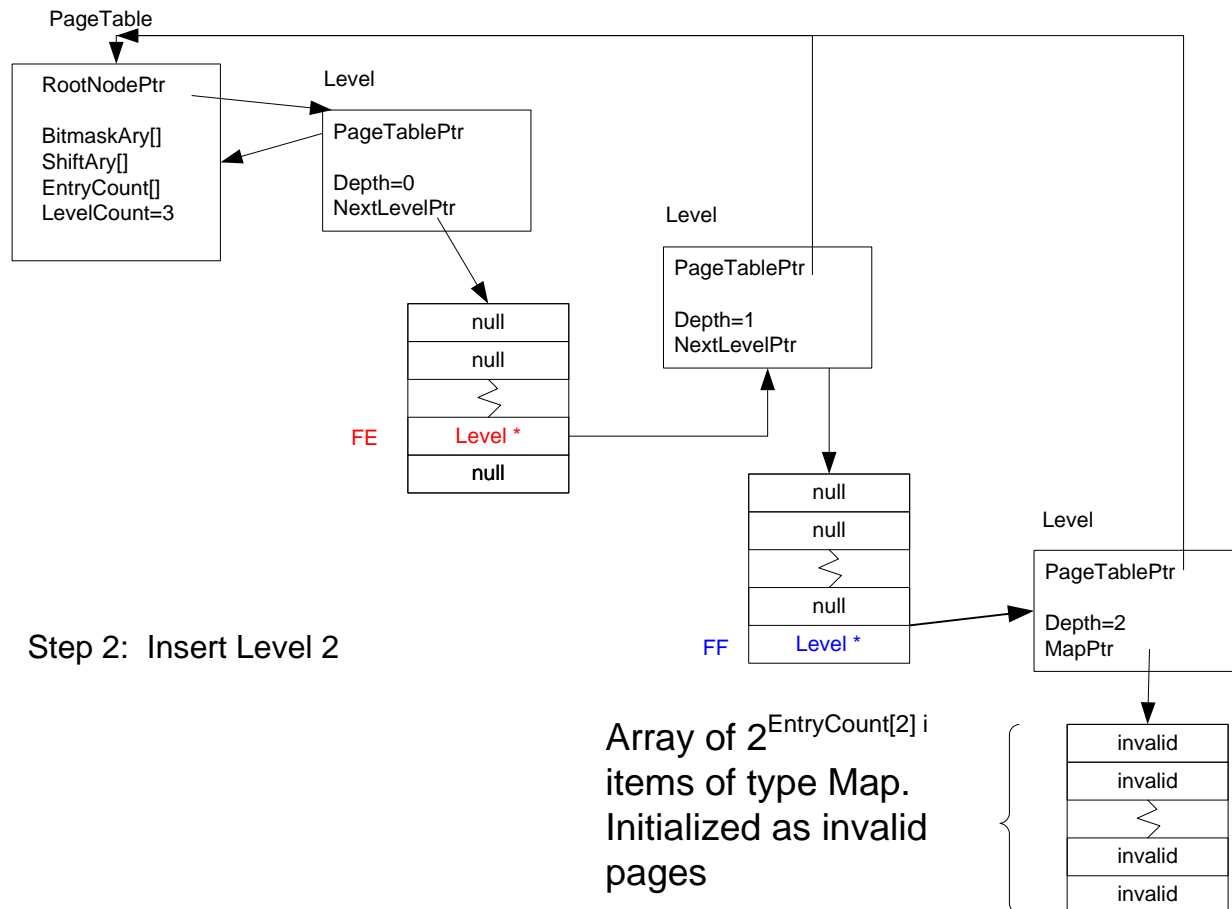 PageTable
RootNodePtr
BitmaskAry[]
ShiftAry[]
EntryCount[]
LevelCount=3
Level
PageTablePtr
Depth=0
NextLevelPtr
null
null
FE
Level *
null
Level
PageTablePtr
Depth=1
NextLevelPtr
null
null
null
FF
Level *
Level
PageTablePtr
Depth=2
MapPtr
invalid
invalid
invalid
invalid
Step 2: Insert Level 2
Array of 2^EntryCount[2] i
items of type Map.
Initialized as invalid
pages